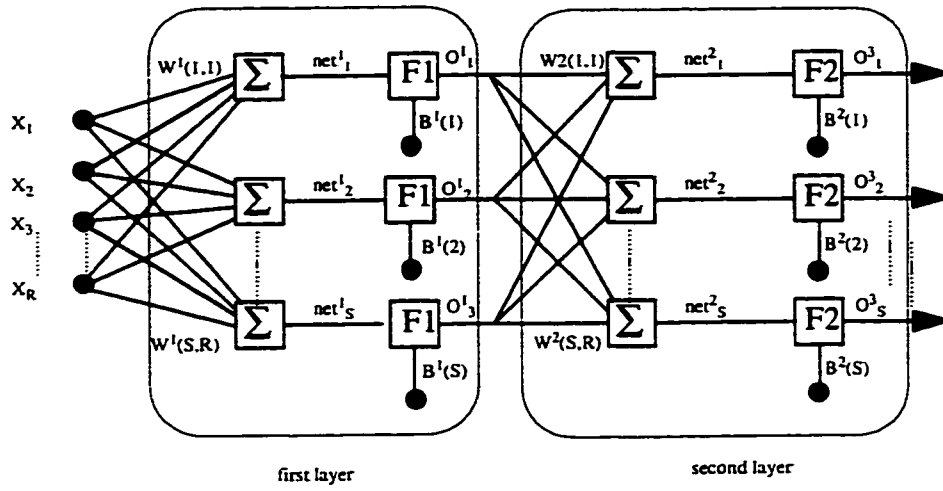 W¹(1,1) Σ net¹₁ F1 O¹₁ W2(1,1) Σ net²₁ F2 O³₁
X₁ B¹(1) B²(1)
X₂ Σ net¹₂ F1 O¹₂ Σ net²₂ F2 O³₂
X₃ B¹(2) B²(2)
X_R Σ net¹_S F1 O¹₃ Σ net²_S F2 O³_S
W¹(S,R) B¹(S) W²(S,R) B²(S)
first layer second layer